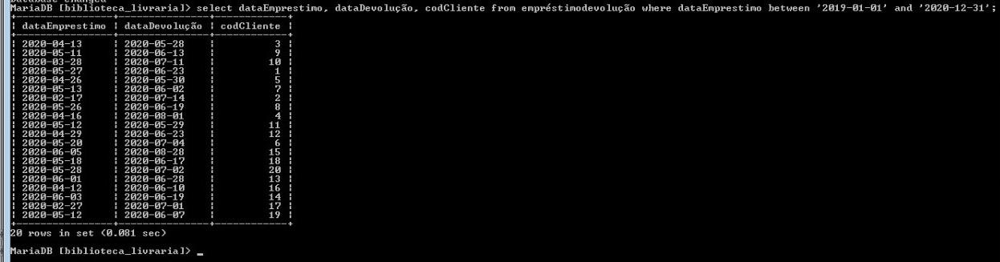 Database changed
MariaDB [biblioteca_livraria]> select dataEmprestimo, dataDevolução, codCliente from empréstimodevolução where dataEmprestimo between '2019-01-01' and '2020-12-31';
+----------------+---------------+------------+
| dataEmprestimo | dataDevolução | codCliente |
+----------------+---------------+------------+
| 2020-04-13 | 2020-05-28 | 3 |
| 2020-05-11 | 2020-06-13 | 9 |
| 2020-03-28 | 2020-07-11 | 10 |
| 2020-05-27 | 2020-06-23 | 1 |
| 2020-04-26 | 2020-05-30 | 5 |
| 2020-05-13 | 2020-06-02 | 7 |
| 2020-02-17 | 2020-07-14 | 2 |
| 2020-05-26 | 2020-06-19 | 8 |
| 2020-04-16 | 2020-08-01 | 4 |
| 2020-05-12 | 2020-05-29 | 11 |
| 2020-04-29 | 2020-06-23 | 12 |
| 2020-05-20 | 2020-07-04 | 6 |
| 2020-06-05 | 2020-08-28 | 15 |
| 2020-05-18 | 2020-06-17 | 18 |
| 2020-05-28 | 2020-07-02 | 20 |
| 2020-06-01 | 2020-06-28 | 13 |
| 2020-04-12 | 2020-06-10 | 16 |
| 2020-06-03 | 2020-06-19 | 14 |
| 2020-02-27 | 2020-07-01 | 17 |
| 2020-05-12 | 2020-06-07 | 19 |
+----------------+---------------+------------+
20 rows in set (0.081 sec)
MariaDB [biblioteca_livraria]> _